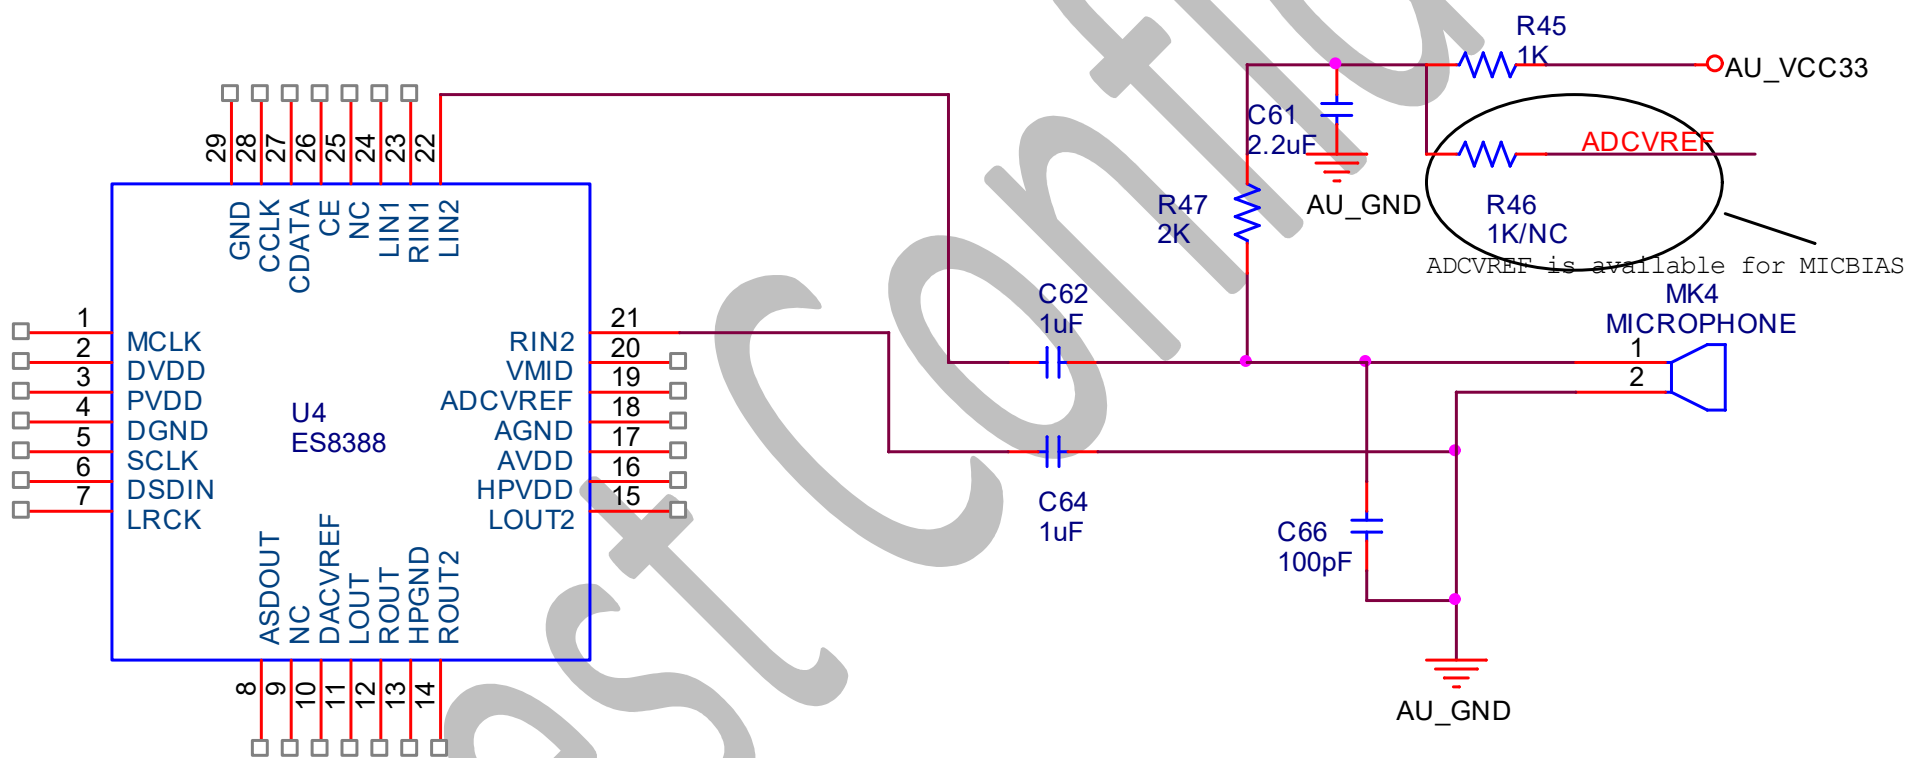 R45
1K
AU_VCC33
C61
2.2uF
ADCVREF
AU_GND
R47
2K
R46
1K/NC
ADCVREF is available for MICBIAS
MK4
MICROPHONE
1
2
C62
1uF
C64
1uF
C66
100pF
AU_GND
29
28
27
26
25
24
23
22
GND
CCLK
CDATA
CE
NC
LIN1
RIN1
LIN2
1
MCLK
2
DVDD
3
PVDD
4
DGND
5
SCLK
6
DSDIN
7
LRCK
U4
ES8388
21
RIN2
20
VMID
19
ADCVREF
18
AGND
17
AVDD
16
HPVDD
15
LOUT2
ASDOUT
NC
DACVREF
LOUT
ROUT
HPGND
ROUT2
8
9
10
11
12
13
14